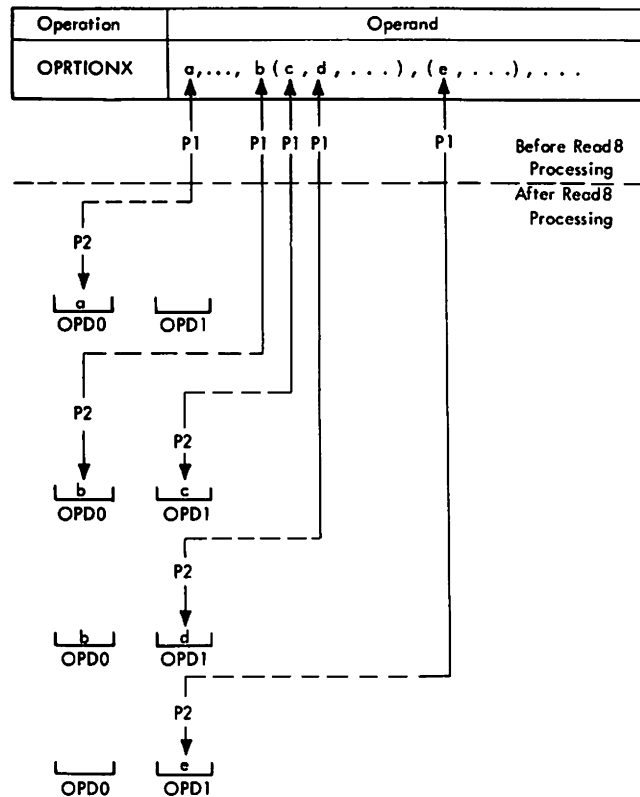 Operation Operand
OPRTIONX a,..., b(c,d,...),(e,...),...
P1 P1 P1 P1 P1
Before Read8
Processing
After Read8
Processing
P2
a
OPD0 OPD1
P2 P2
b c
OPD0 OPD1
P2
b d
OPD0 OPD1
P2
e
OPD0 OPD1